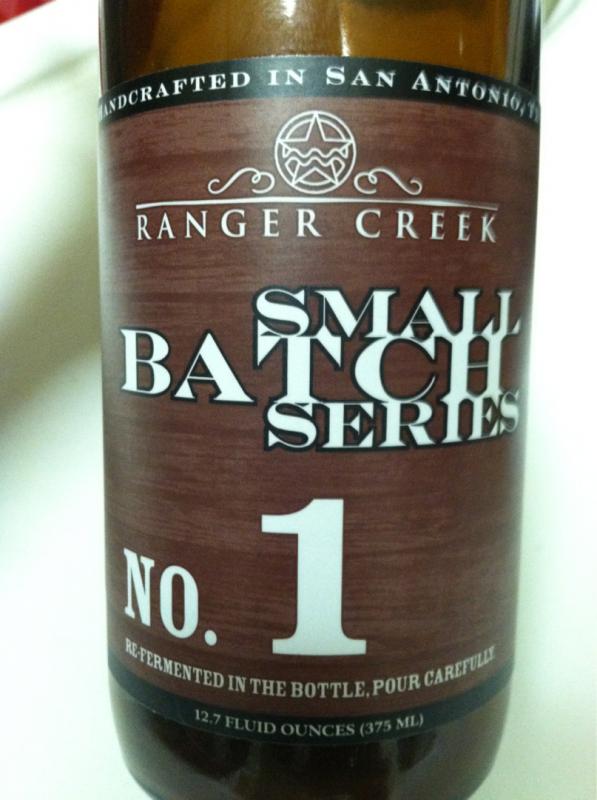 HANDCRAFTED IN SAN ANTONIO,
RANGER CREEK
SMALL
BATCH
SERIES
NO. 1
RE-FERMENTED IN THE BOTTLE, POUR CAREFULLY.
12.7 FLUID OUNCES (375 ML)